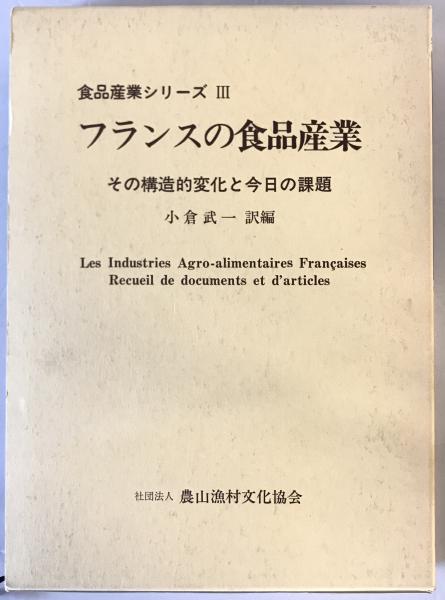 食品産業シリーズ III
フランスの食品産業
その構造的変化と今日の課題
小倉武一 訳編
Les Industries Agro-alimentaires Françaises
Recueil de documents et d'articles
社団法人 農山漁村文化協会